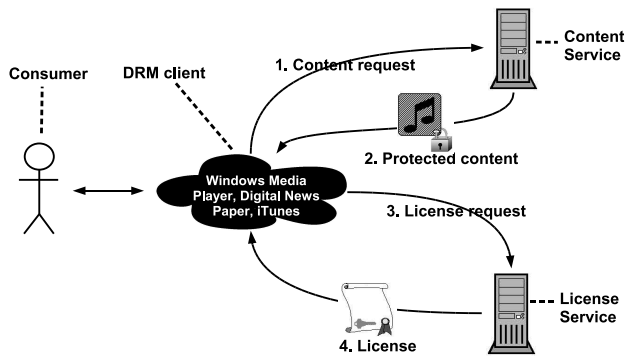 Consumer
DRM client
1. Content request
Content
Service
2. Protected content
Windows Media
Player, Digital News
Paper, iTunes
3. License request
4. License
License
Service